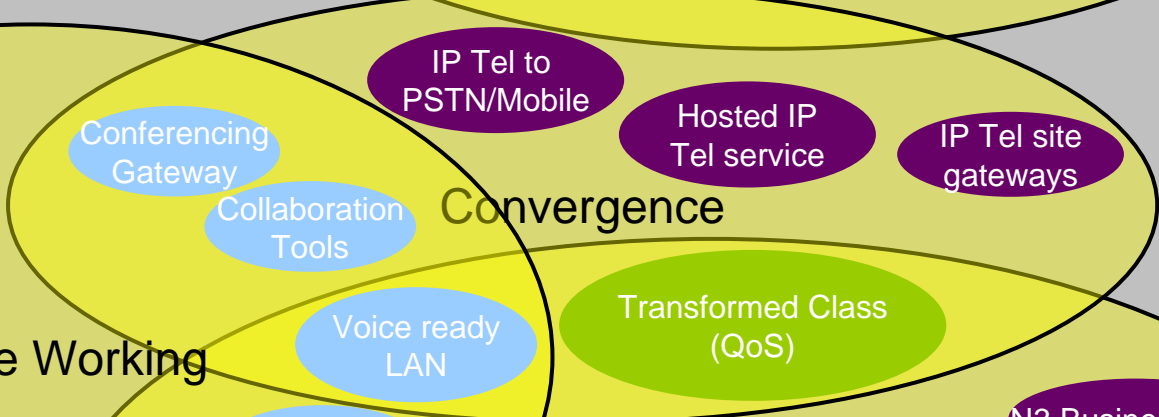 IP Tel to
PSTN/Mobile
Hosted IP
Tel service
IP Tel site
gateways
Conferencing
Gateway
Collaboration
Tools
Convergence
Transformed Class
(QoS)
Voice ready
LAN
e Working
N3